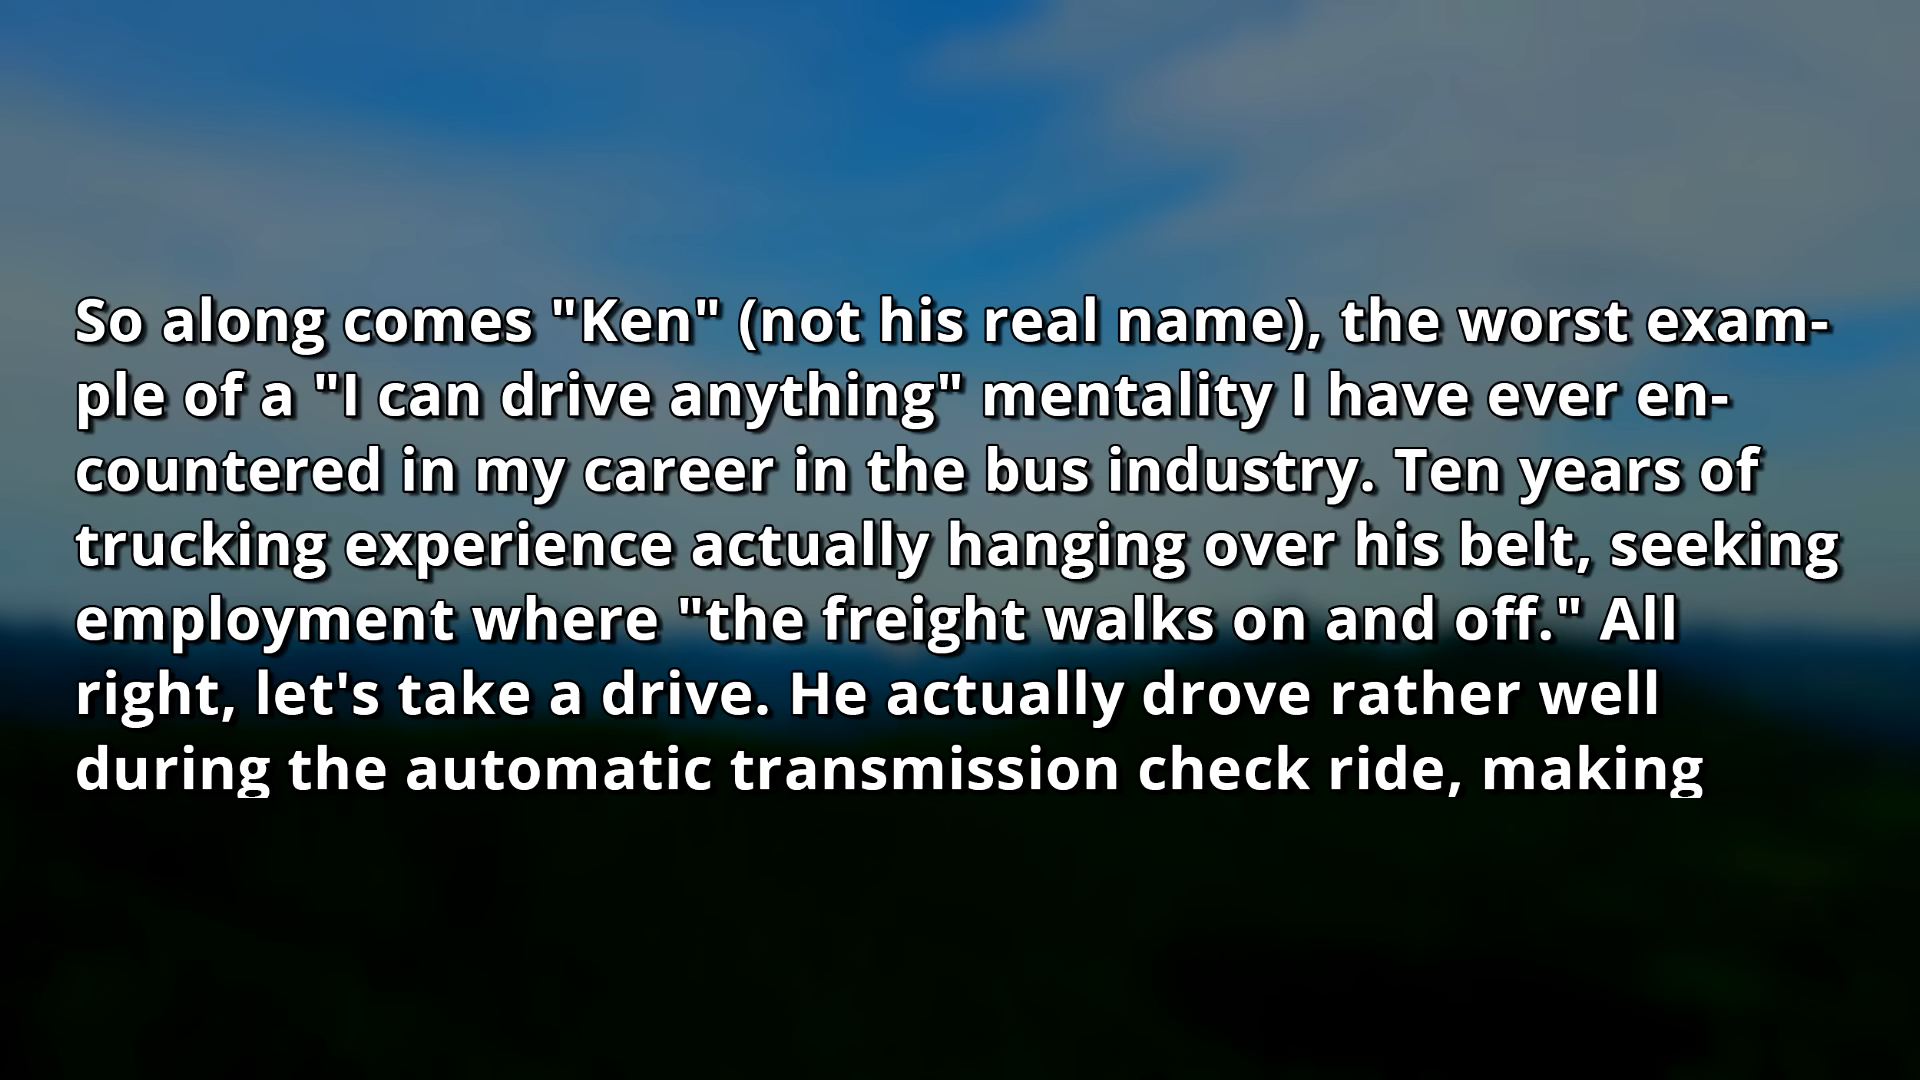 So along comes "Ken" (not his real name), the worst exam-
ple of a "I can drive anything" mentality I have ever en-
countered in my career in the bus industry. Ten years of
trucking experience actually hanging over his belt, seeking
employment where "the freight walks on and off." All
right, let's take a drive. He actually drove rather well
during the automatic transmission check ride, making